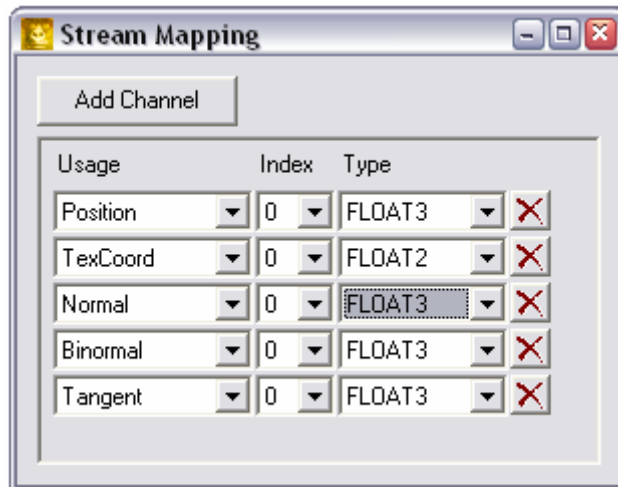 Stream Mapping
Add Channel
Usage Index Type
Position 0 FLOAT3
TexCoord 0 FLOAT2
Normal 0 FLOAT3
Binormal 0 FLOAT3
Tangent 0 FLOAT3